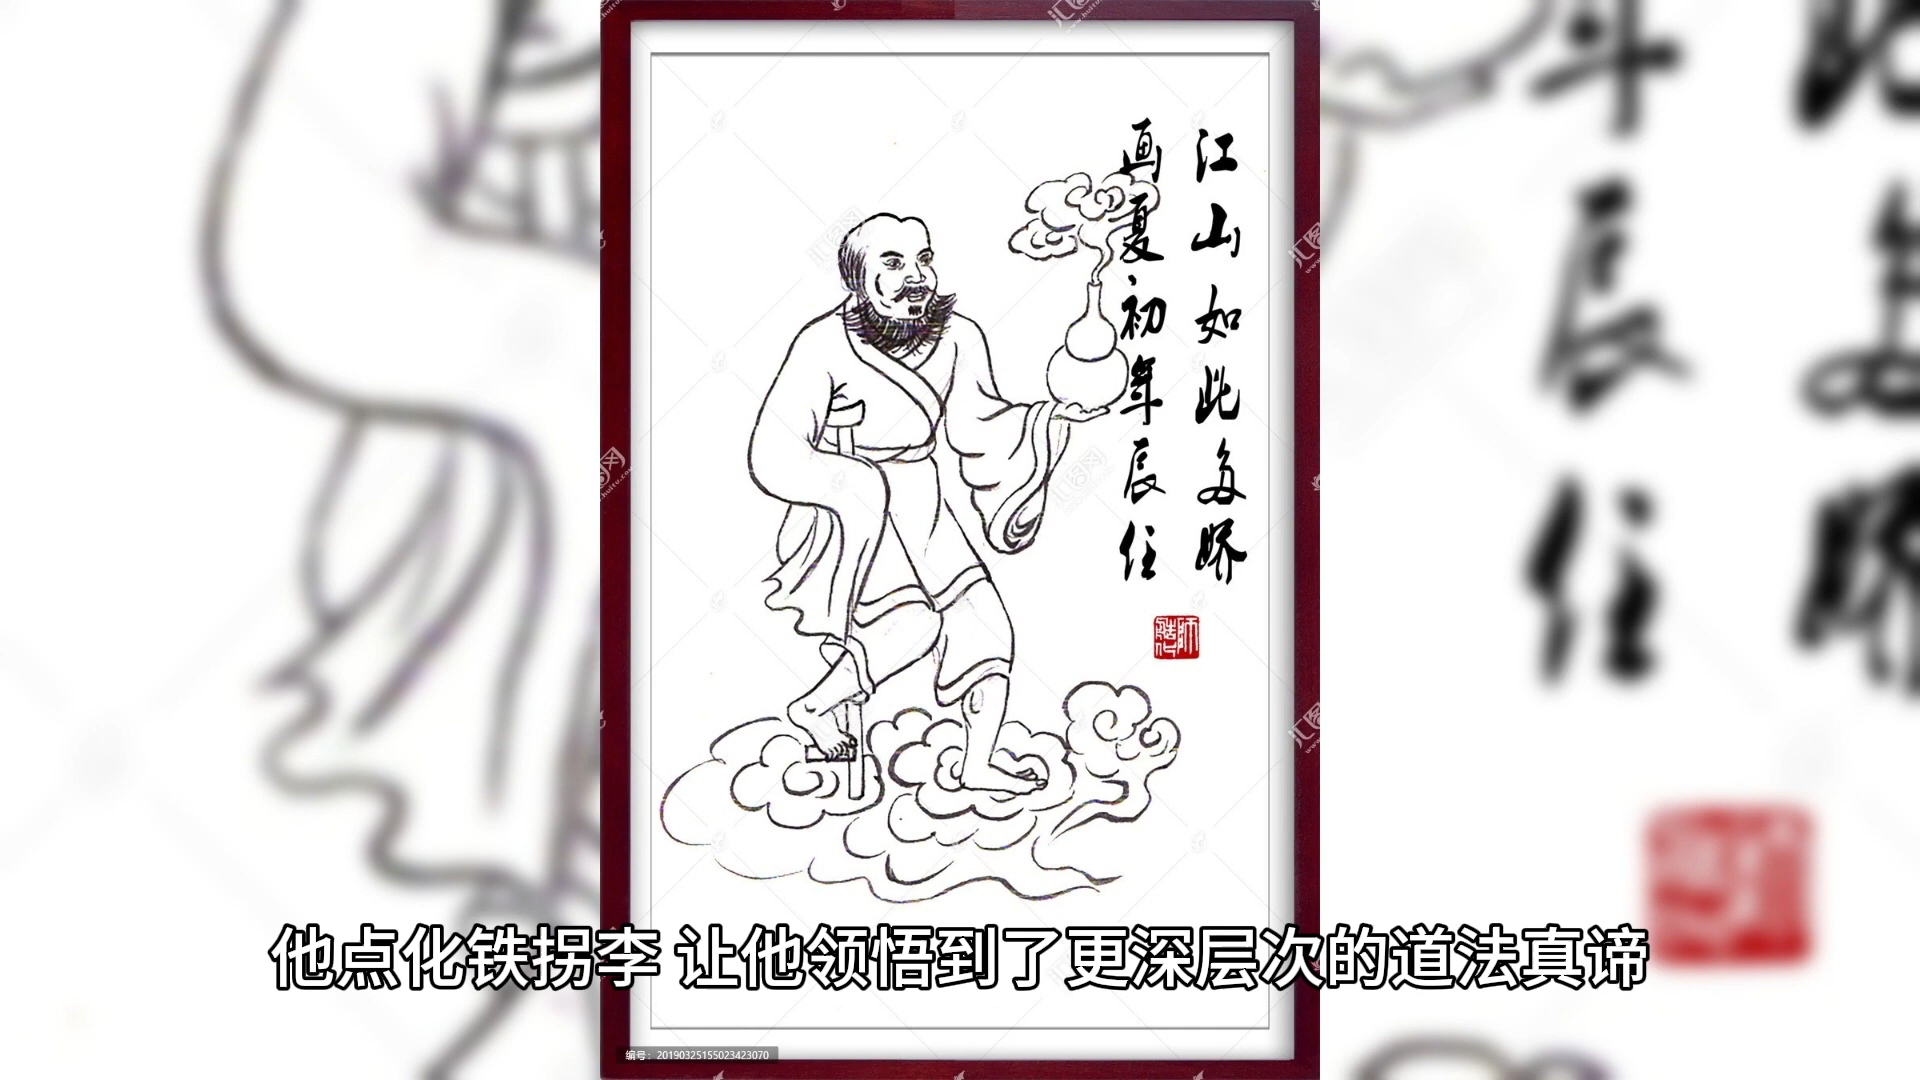 江山如此多娇
画夏初年辰住
他点化铁拐李 让他领悟到了更深层次的道法真谛
编号：20190325155023423070